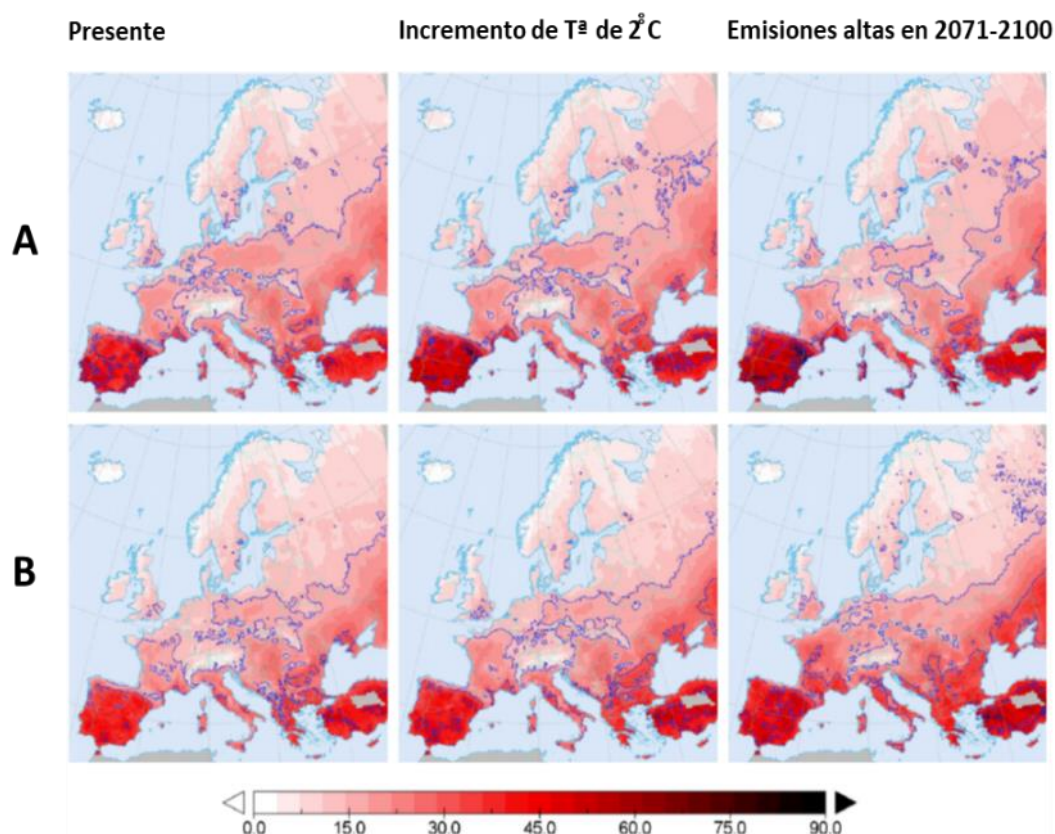 Presente Incremento de Tª de 2°C Emisiones altas en 2071-2100
A
B
0.0 15.0 30.0 45.0 60.0 75.0 90.0